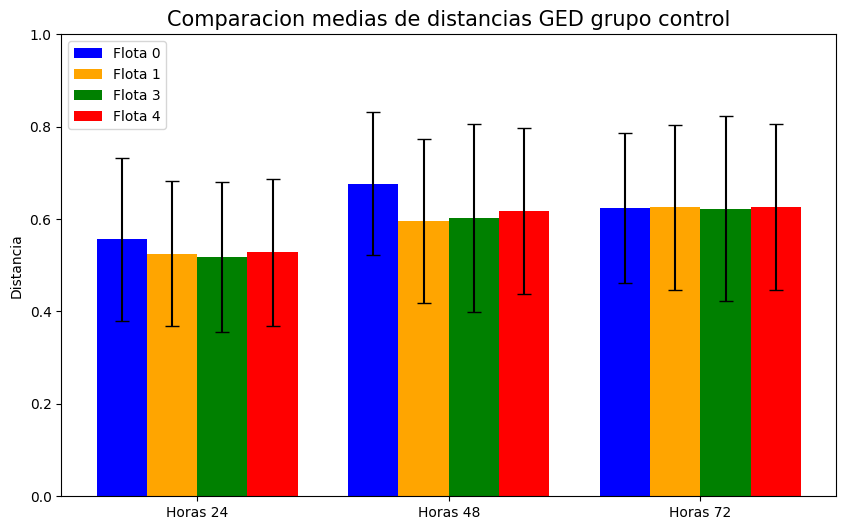 Comparacion medias de distancias GED grupo control
Flota 0
Flota 1
Flota 3
Flota 4
Distancia
1.0
0.8
0.6
0.4
0.2
0.0
Horas 24
Horas 48
Horas 72